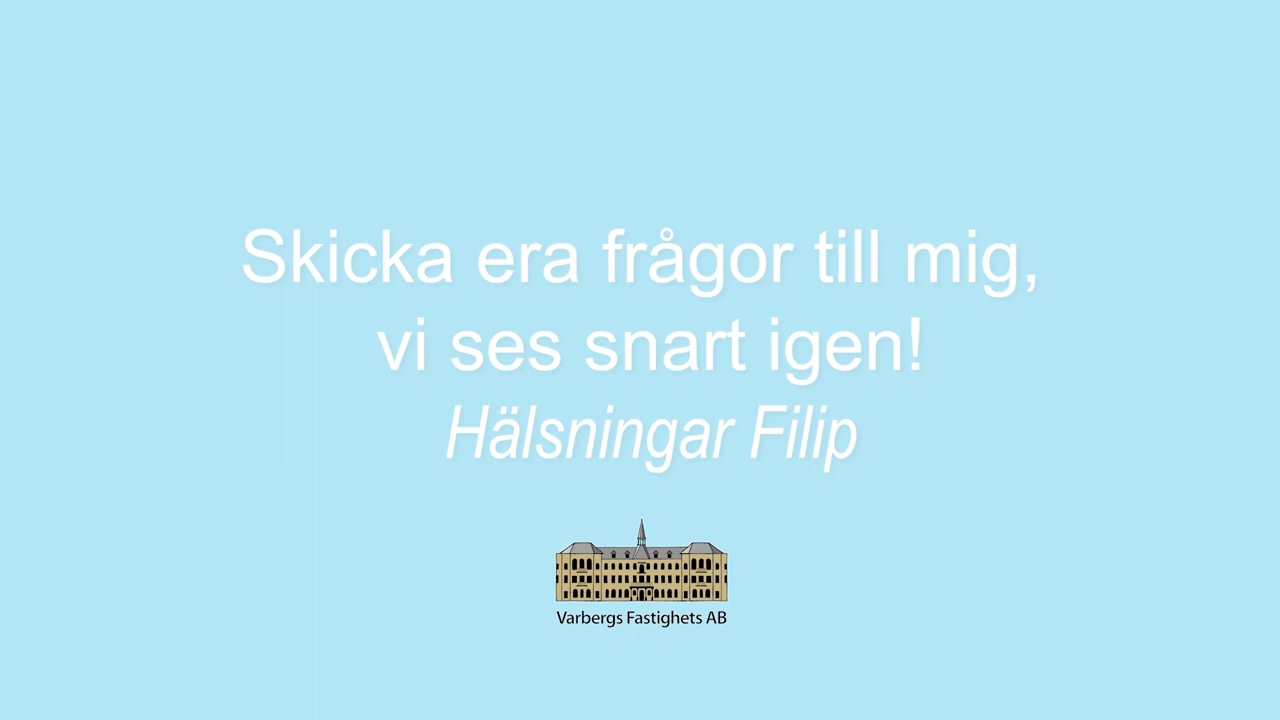 Skicka era frågor till mig,
vi ses snart igen!
Hälsningar Filip
Varbergs Fastighets AB